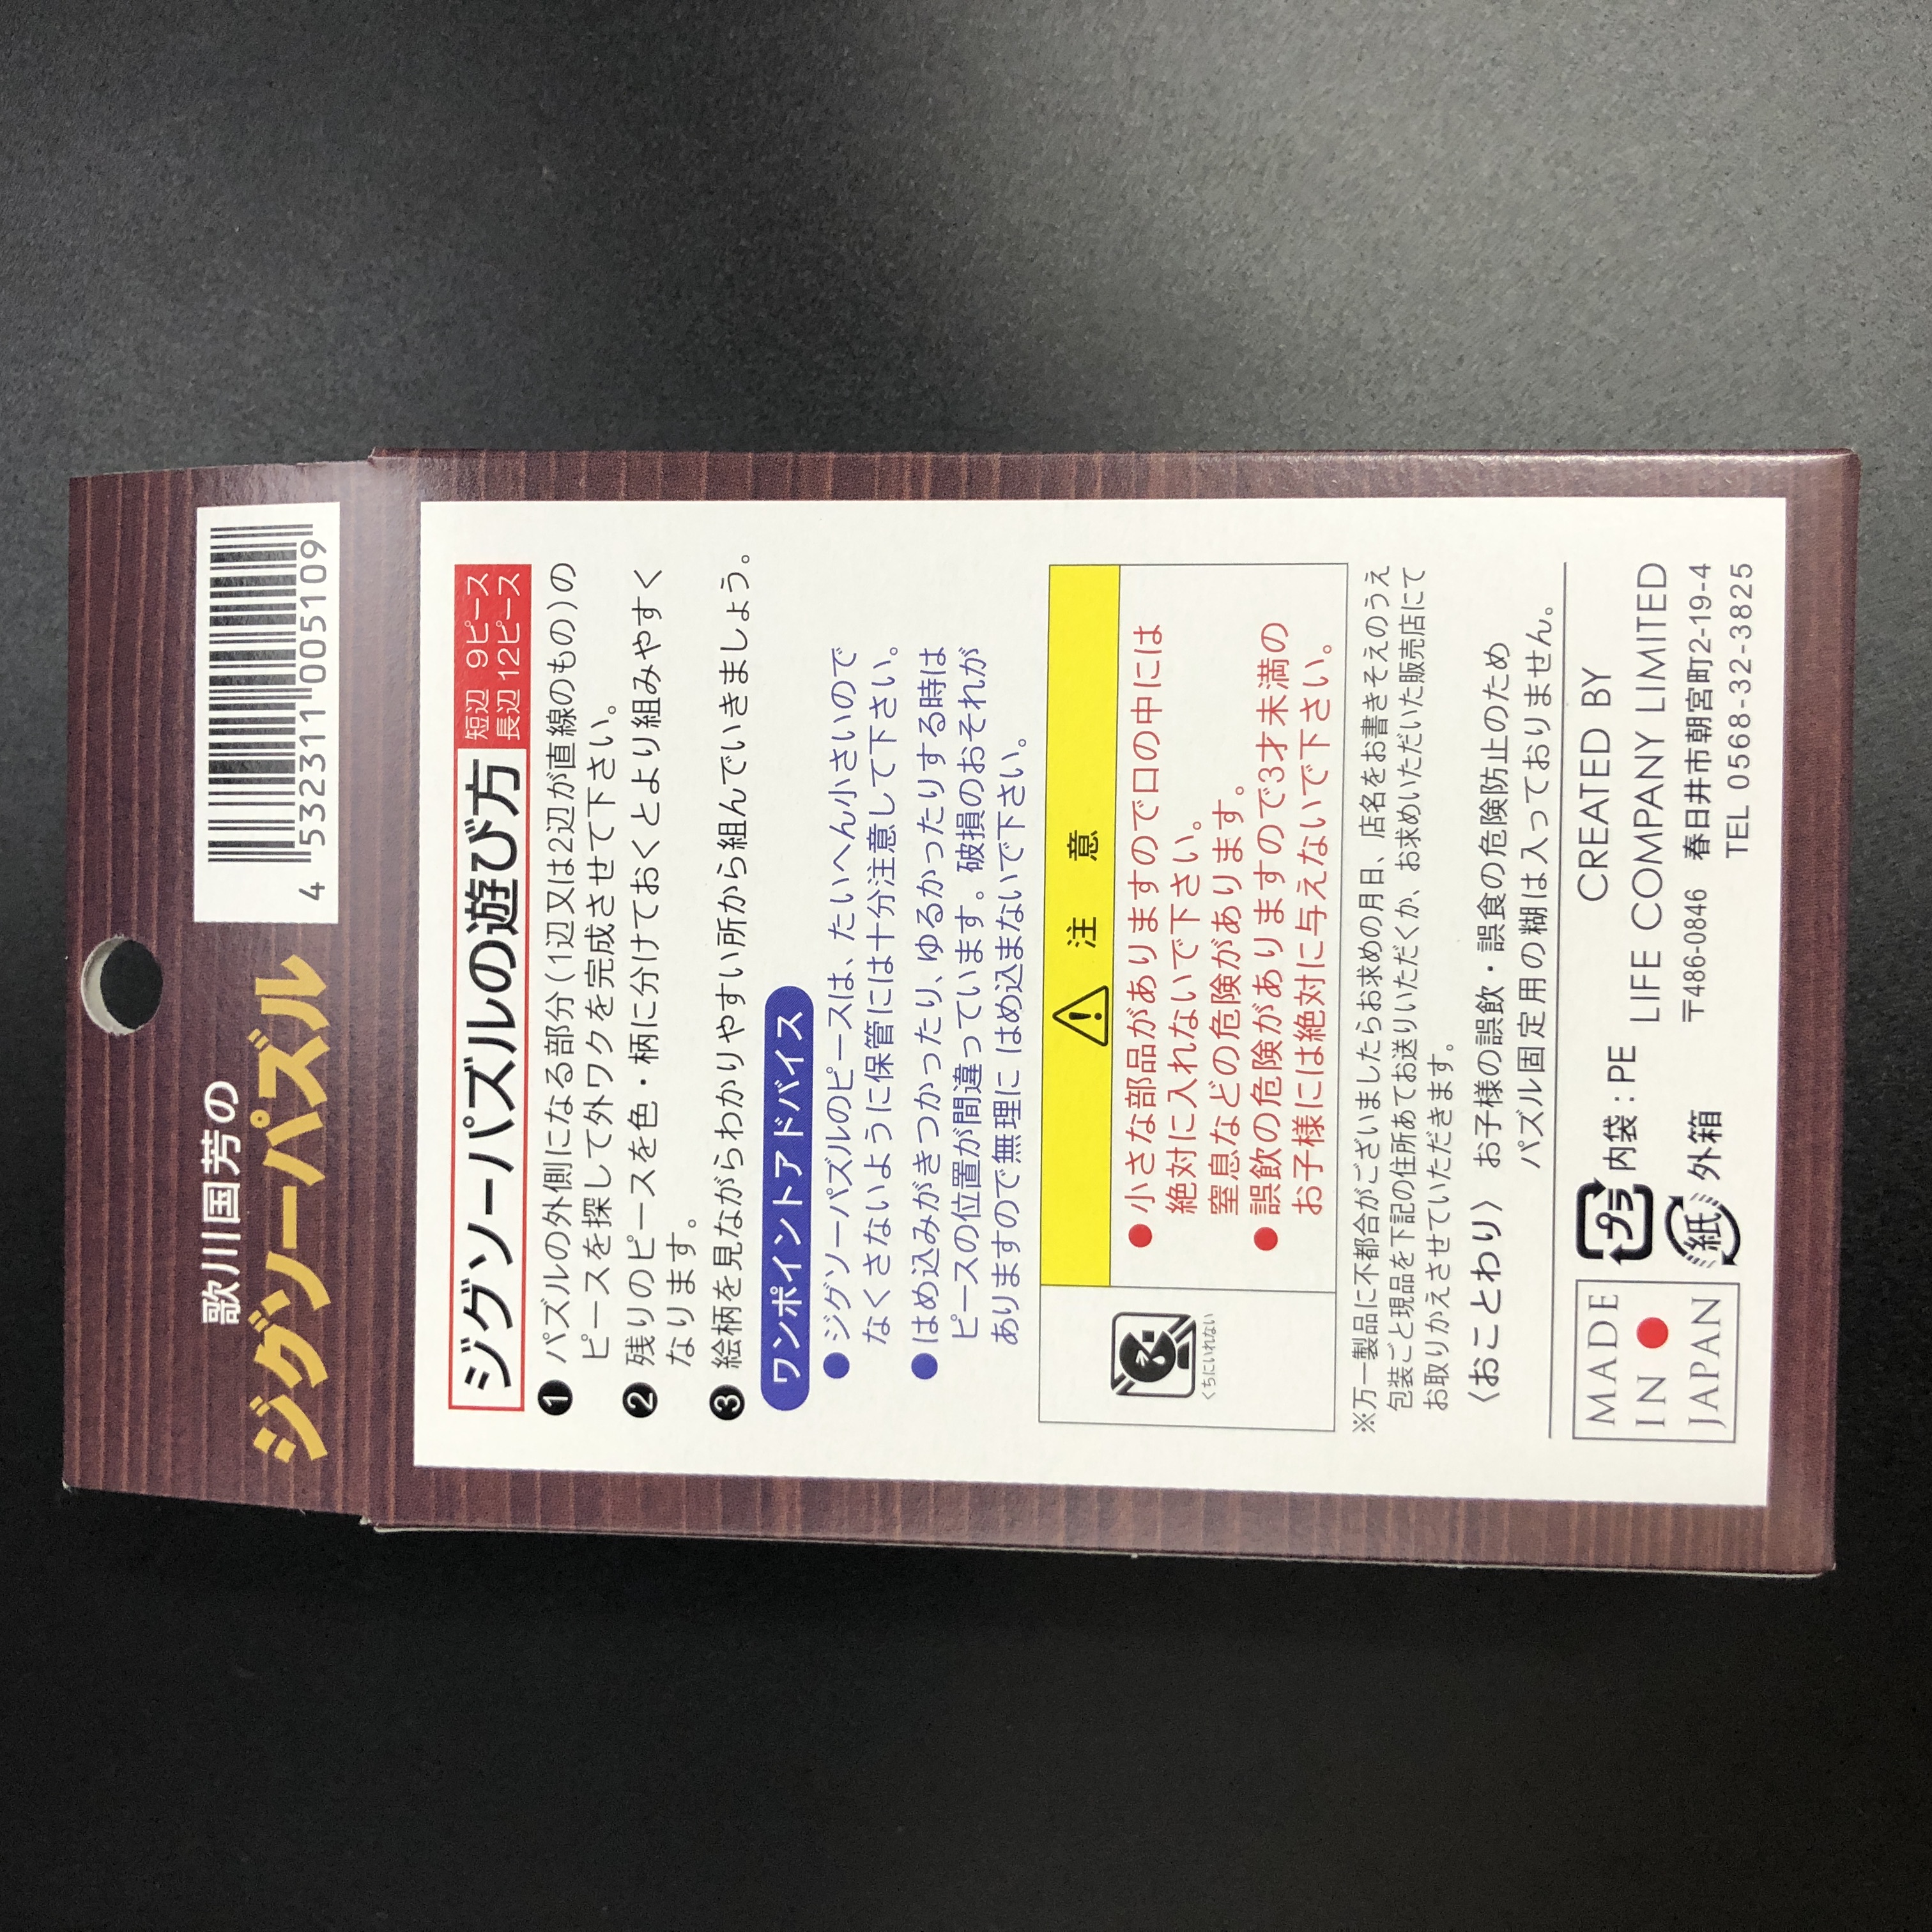 歌川国芳の
ジグソーパズル
4 532311 005109
ジグソーパズルの遊び方
短辺 9ピース
長辺 12ピース
❶ パズルの外側になる部分(1辺又は2辺が直線のもの)の
ピースを探して外ワクを完成させて下さい。
❷ 残りのピースを色・柄に分けておくとより組みやすく
なります。
❸ 絵柄を見ながらわかりやすい所から組んでいきましょう。
ワンポイントアドバイス
● ジグソーパズルのピースは、たいへん小さいので
なくさないように保管には十分注意して下さい。
● はめ込みがきつかったり、ゆるかったりする時は
ピースの位置が間違っています。破損のおそれが
ありますので無理に はめ込まないで下さい。
くちにいれない
注 意
● 小さな部品がありますので口の中には
絶対に入れないで下さい。
窒息などの危険があります。
● 誤飲の危険がありますので3才未満の
お子様には絶対に与えないで下さい。
※万一製品に不都合がございましたらお求めの月日、店名をお書きそえのうえ
包装ごと現品を下記の住所あてお送りいただくか、お求めいただいた販売店にて
お取りかえさせていただきます。
〈おことわり〉 お子様の誤飲・誤食の危険防止のため
パズル固定用の糊は入っておりません。
MADE
IN
JAPAN
プラ 内袋:PE
紙 外箱
CREATED BY
LIFE COMPANY LIMITED
〒486-0846 春日井市朝宮町2-19-4
TEL 0568-32-3825